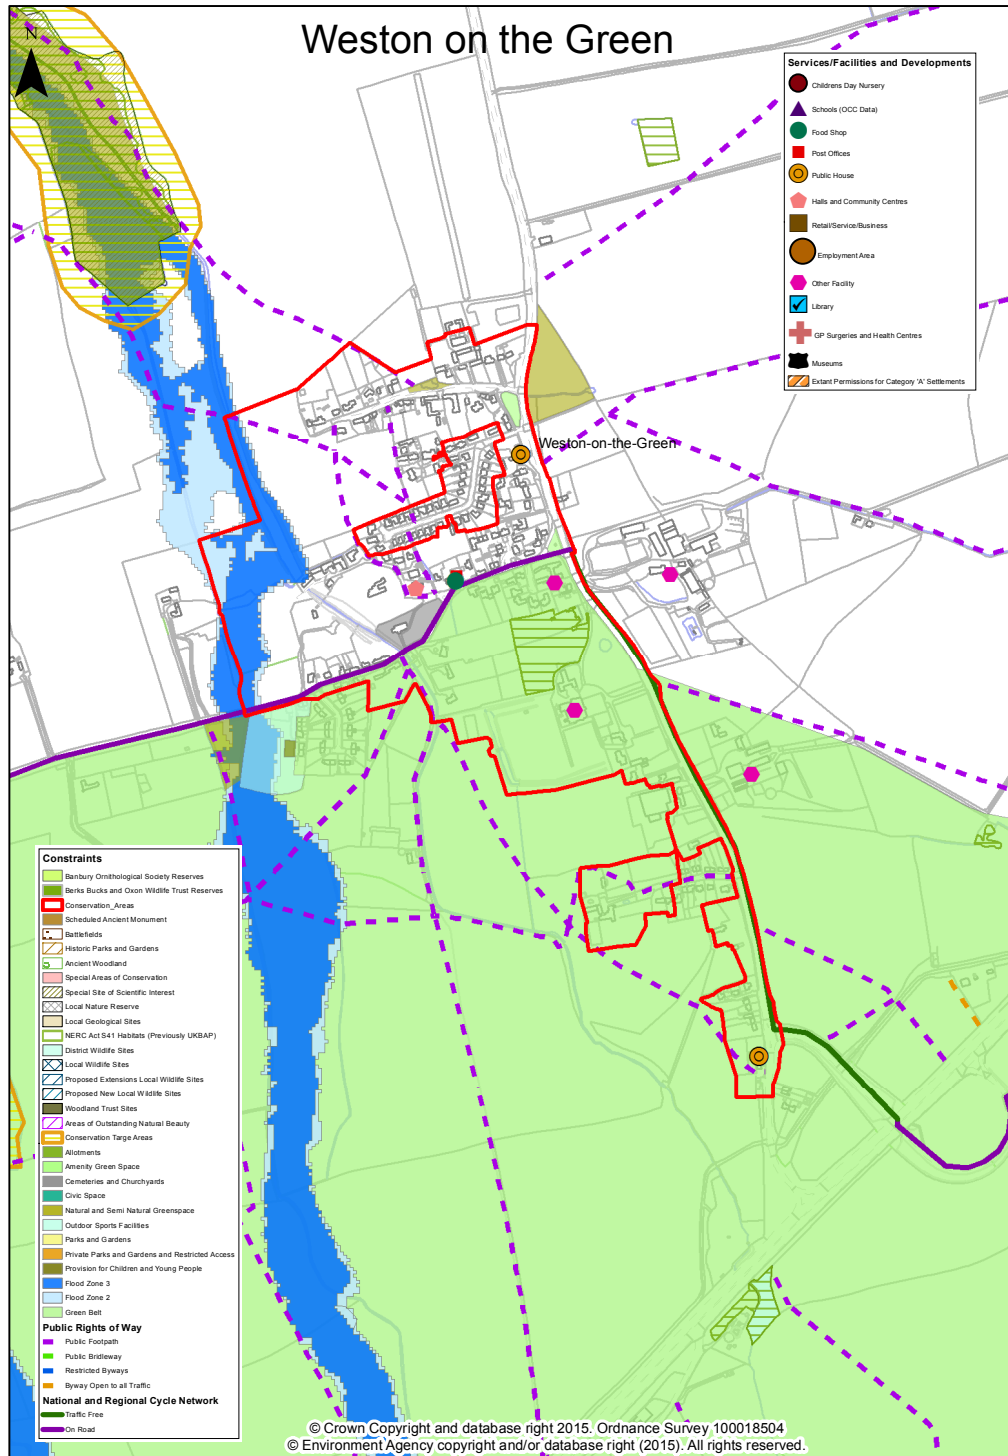 Weston on the Green
N
Services/Facilities and Developments
Childrens Day Nursery
Schools (OCC Data)
Food Shop
Post Offices
Public House
Halls and Community Centres
Retail/Service/Business
Employment Area
Other Facility
Library
GP Surgeries and Health Centres
Museums
Extant Permissions for Category 'A' Settlements
Weston-on-the-Green
Constraints
Banbury Ornithological Society Reserves
Berks Bucks and Oxon Wildlife Trust Reserves
Conservation_Areas
Scheduled Ancient Monument
Battlefields
Historic Parks and Gardens
Ancient Woodland
Special Areas of Conservation
Special Site of Scientific Interest
Local Nature Reserve
Local Geological Sites
NERC Act S41 Habitats (Previously UKBAP)
District Wildlife Sites
Local Wildlife Sites
Proposed Extensions Local Wildlife Sites
Proposed New Local Wildlife Sites
Woodland Trust Sites
Areas of Outstanding Natural Beauty
Conservation Targe Areas
Allotments
Amenity Green Space
Cemeteries and Churchyards
Civic Space
Natural and Semi Natural Greenspace
Outdoor Sports Facilities
Parks and Gardens
Private Parks and Gardens and Restricted Access
Provision for Children and Young People
Flood Zone 3
Flood Zone 2
Green Belt
Public Rights of Way
Public Footpath
Public Bridleway
Restricted Byways
Byway Open to all Traffic
National and Regional Cycle Network
Traffic Free
On Road
© Crown Copyright and database right 2015. Ordnance Survey 100018504
© Environment Agency copyright and/or database right (2015). All rights reserved.